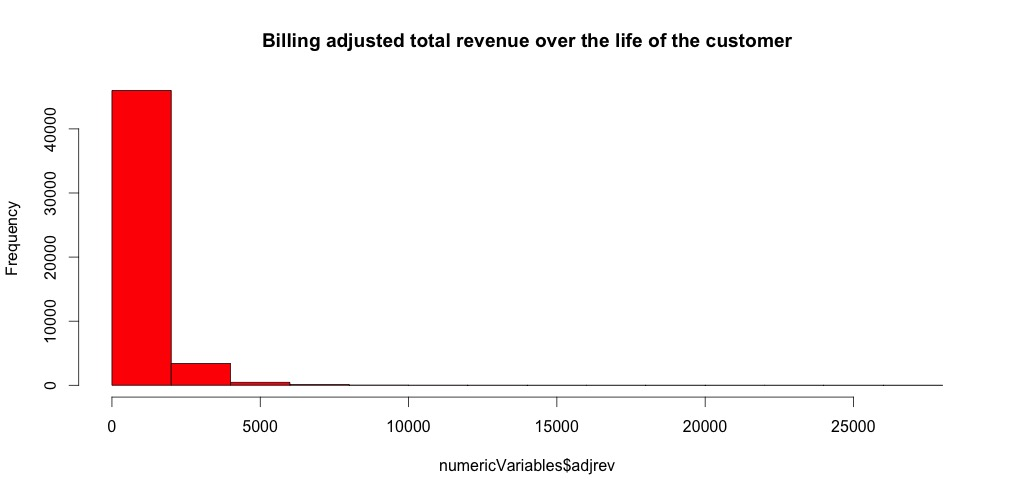 Billing adjusted total revenue over the life of the customer
Frequency
40000
30000
20000
10000
0
0 5000 10000 15000 20000 25000
numericVariables$adjrev